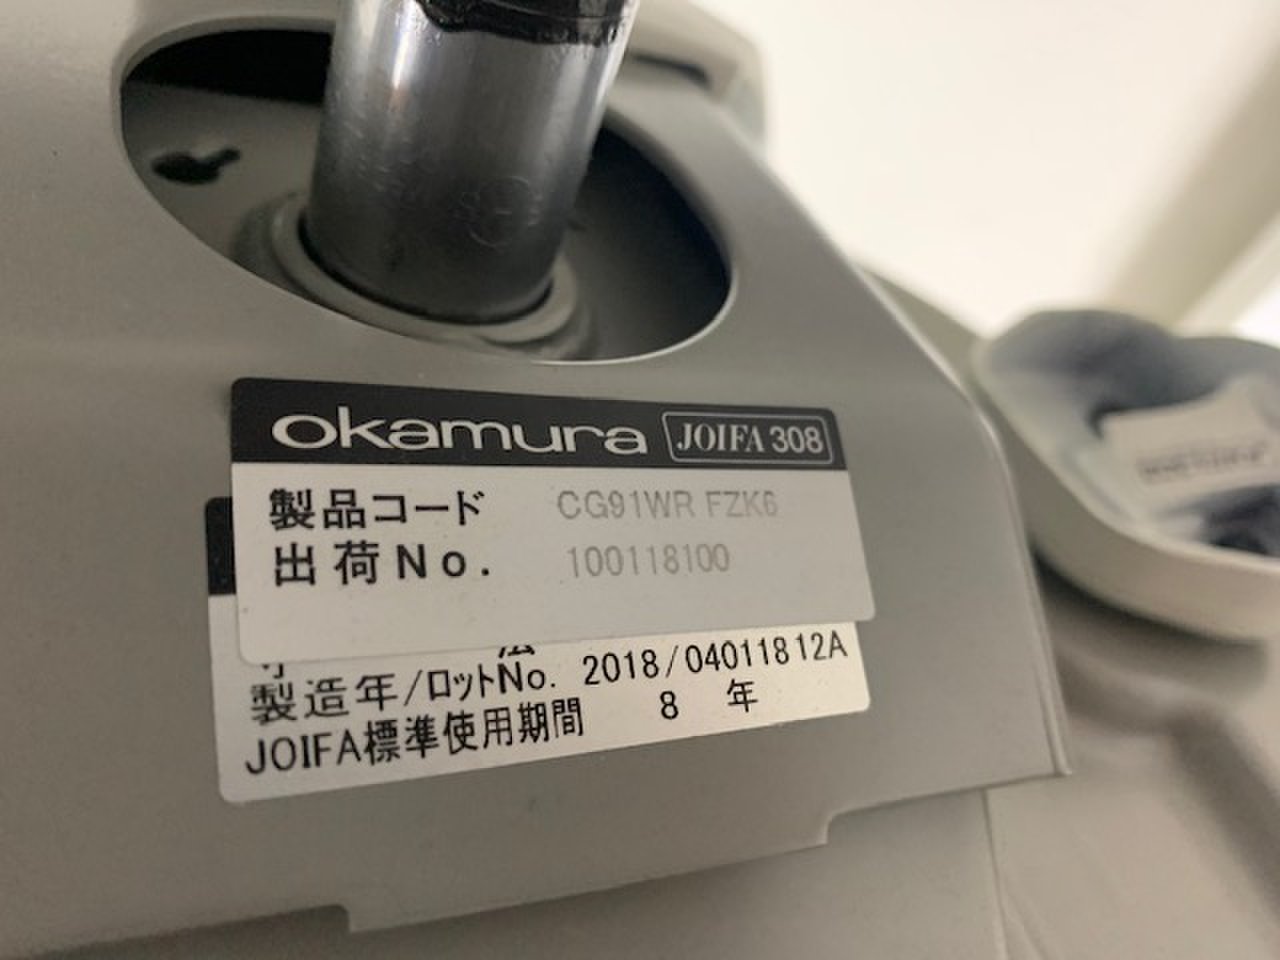 okamura JOIFA 308
製品コード CG91WR FZK6
出荷No. 100118100
製造年/ロットNo. 2018/04011812A
JOIFA標準使用期間 8 年